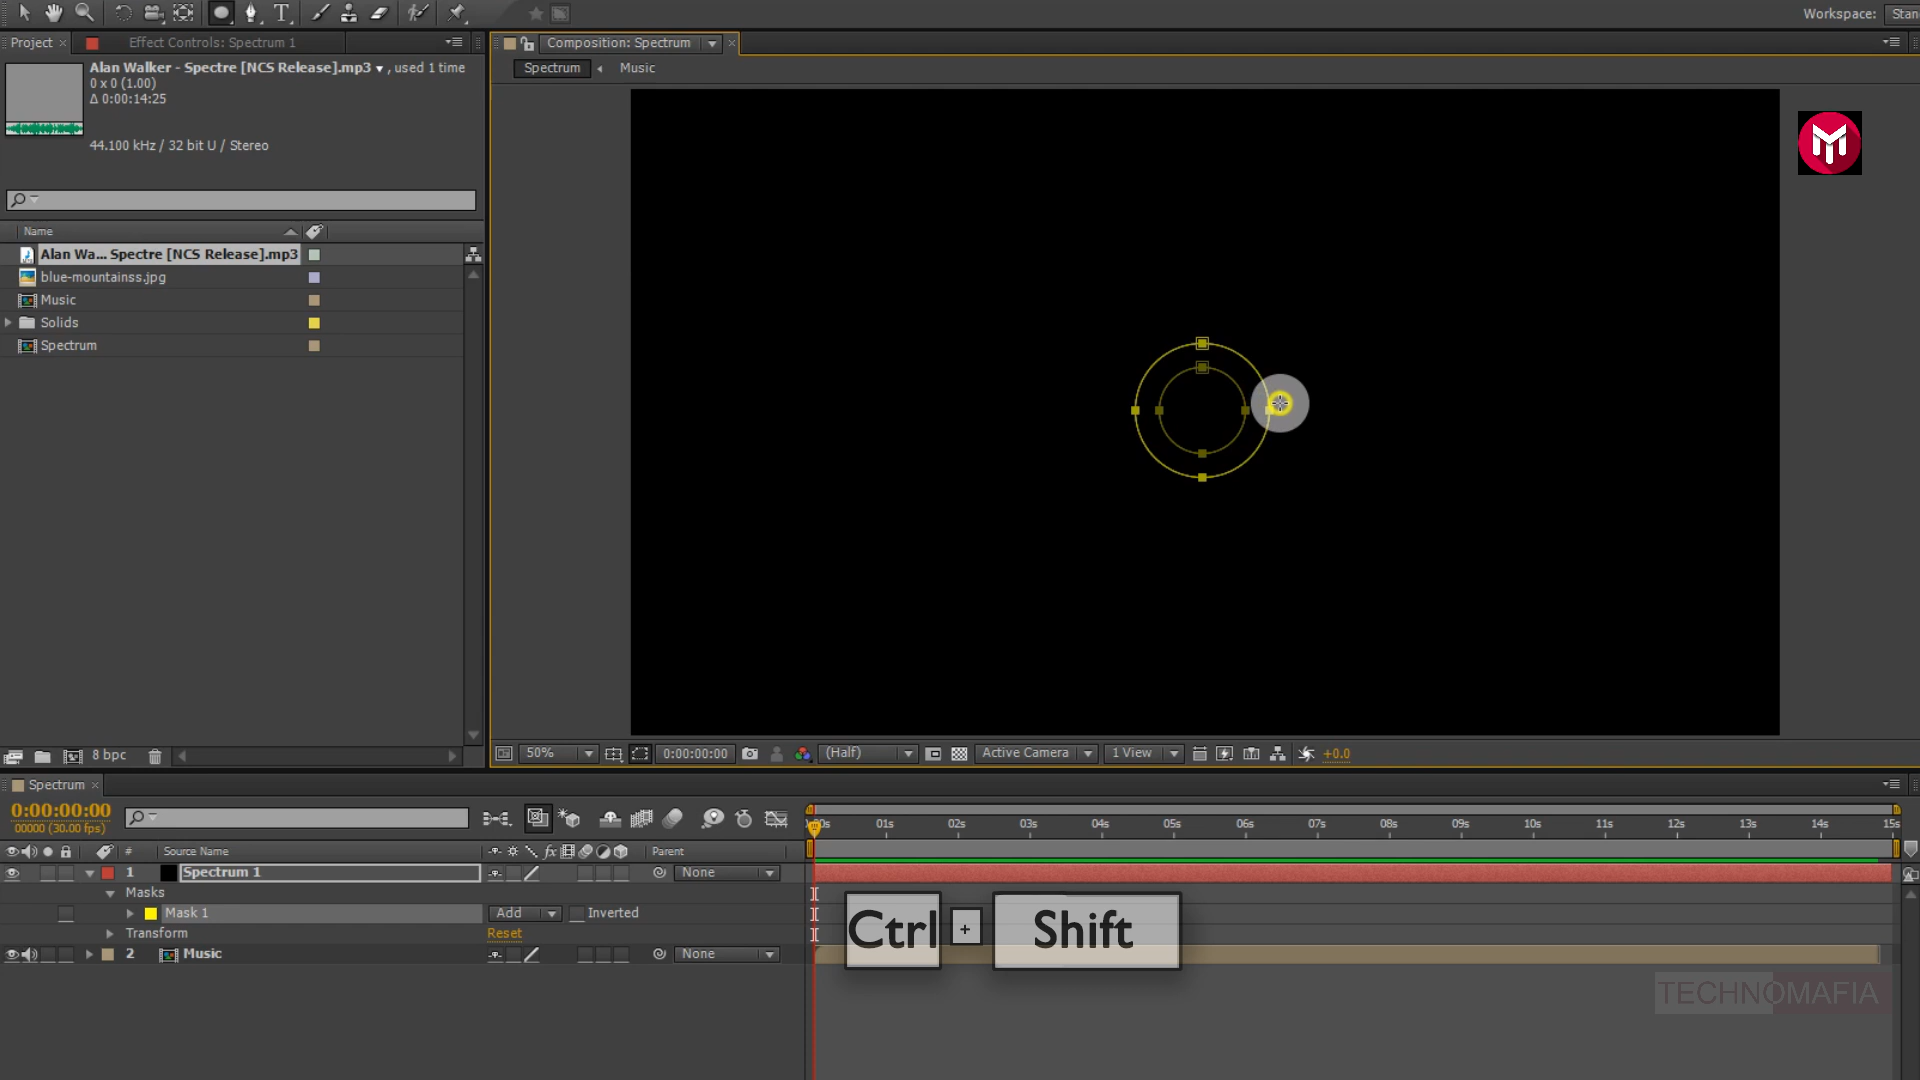 Workspace: Stan
Project
Effect Controls: Spectrum 1
Composition: Spectrum
Spectrum
Music
Alan Walker - Spectre [NCS Release].mp3 , used 1 time
0 x 0 (1.00)
Δ 0:00:14:25
44.100 kHz / 32 bit U / Stereo
Name
Alan Wa... Spectre [NCS Release].mp3
blue-mountainss.jpg
Music
Solids
Spectrum
8 bpc
50%
0:00:00:00
(Half)
Active Camera
1 View
+0.0
Spectrum
0:00:00:00
00000 (30.00 fps)
00s 01s 02s 03s 04s 05s 06s 07s 08s 09s 10s 11s 12s 13s 14s 15s
# Source Name
fx
Parent
1 Spectrum 1
None
Masks
Mask 1
Add
Inverted
Transform
Reset
2 Music
None
Ctrl + Shift
TECHNOMAFIA